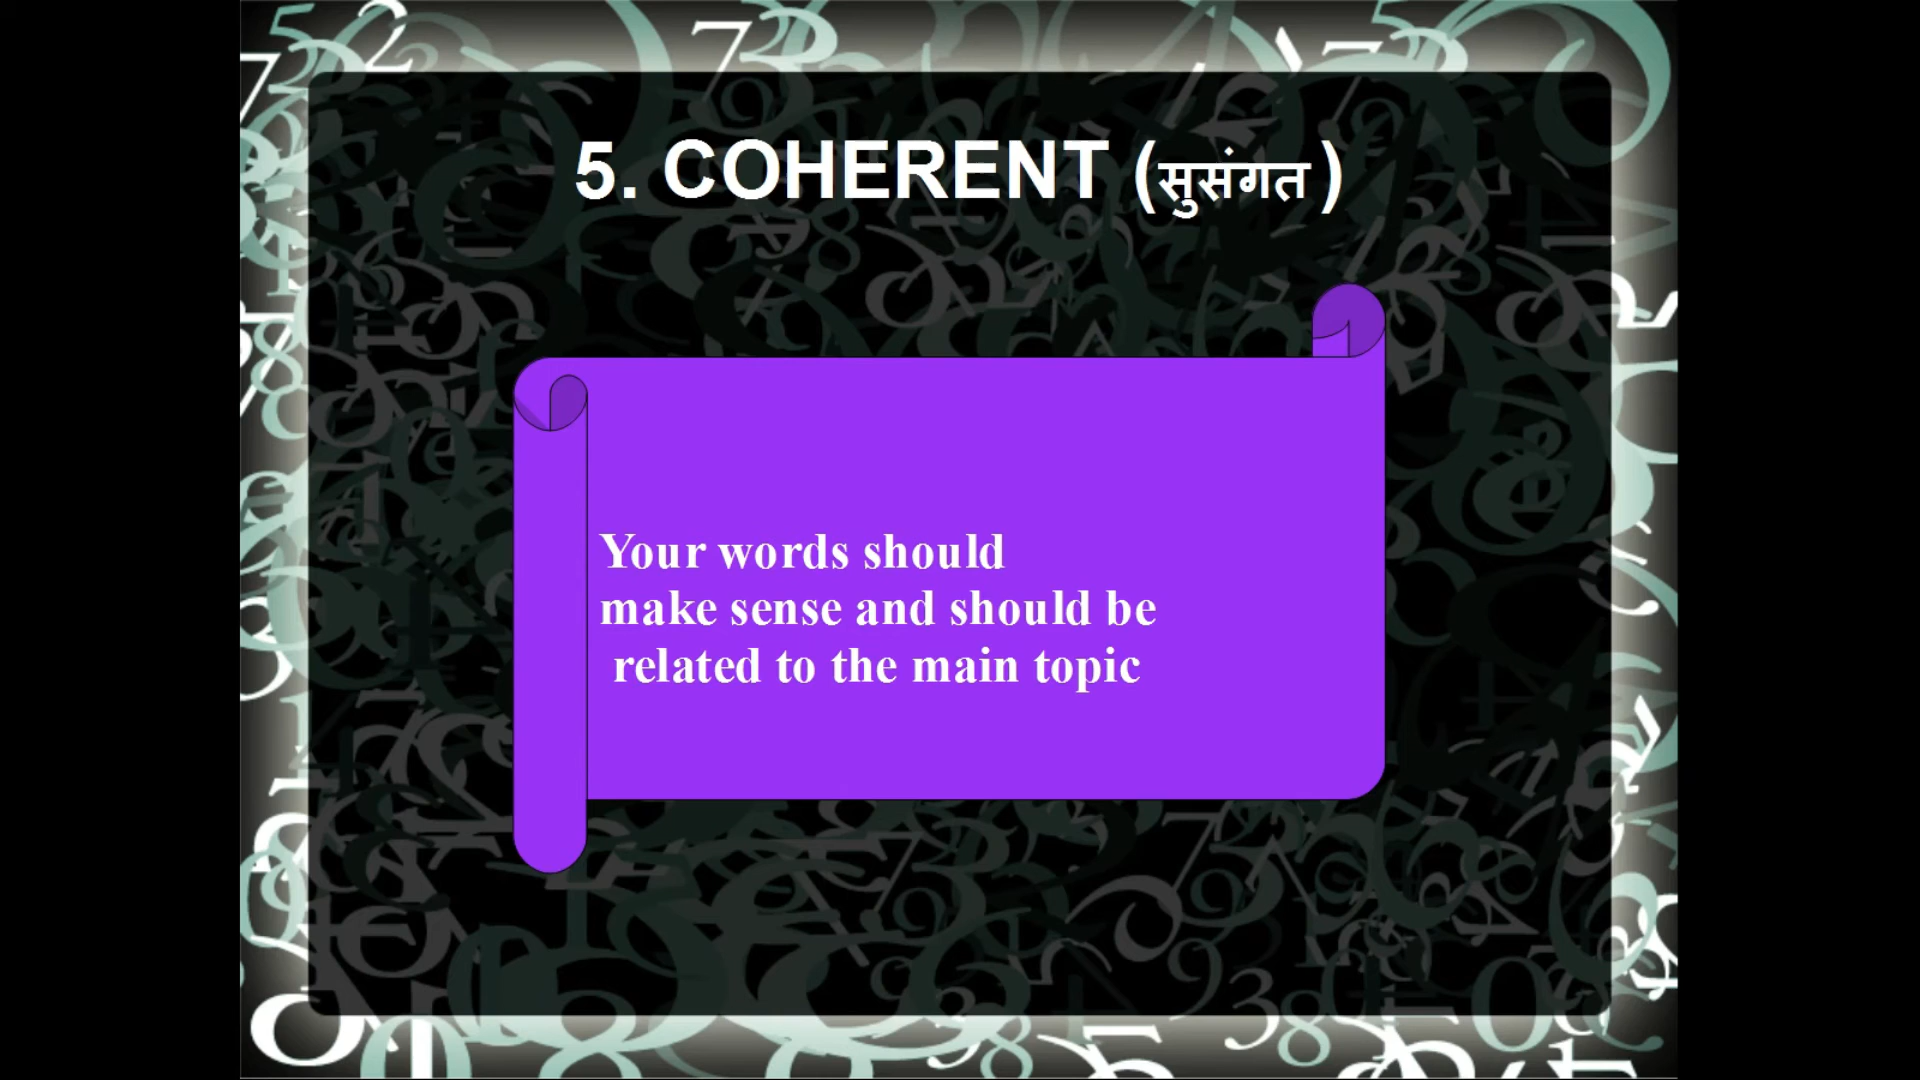 5. COHERENT (सुसंगत )
Your words should
make sense and should be
related to the main topic